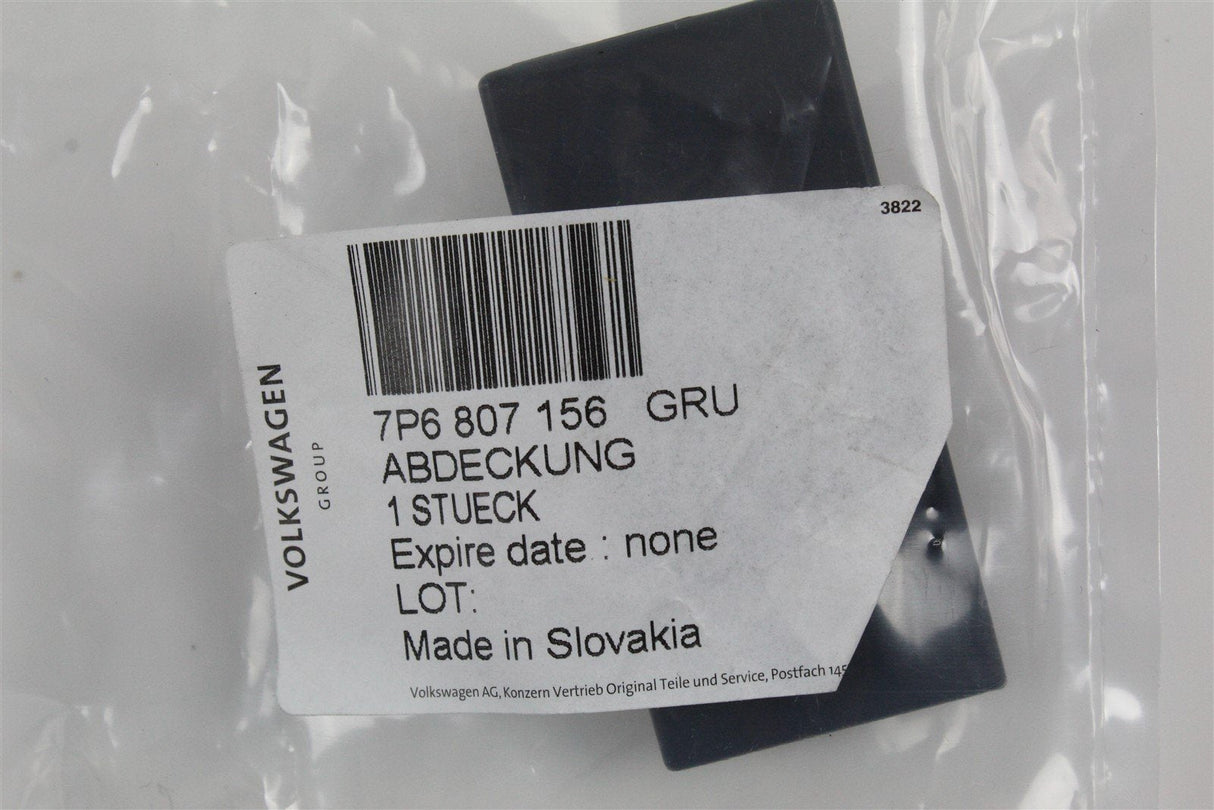 3822
VOLKSWAGEN
GROUP
7P6 807 156 GRU
ABDECKUNG
1 STUECK
Expire date : none
LOT:
Made in Slovakia
Volkswagen AG, Konzern Vertrieb Original Teile und Service, Postfach 145